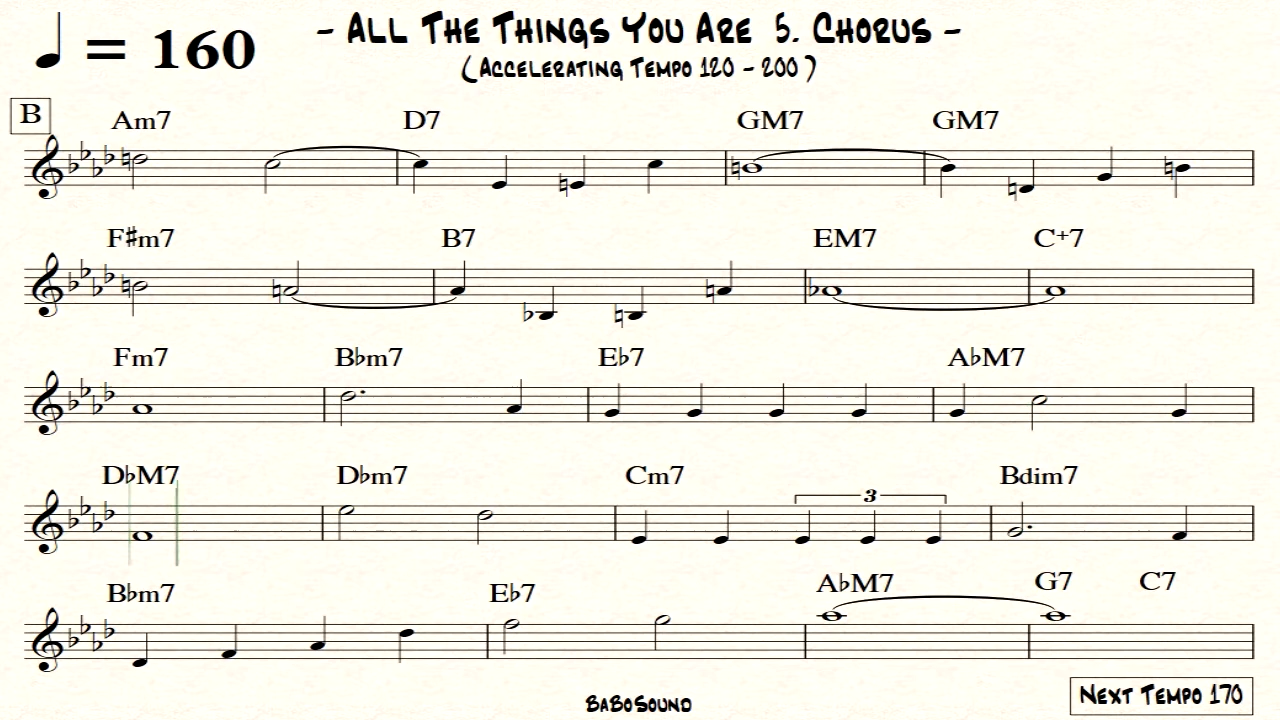 ♩ = 160
- All The Things You Are 5. Chorus -
(Accelerating Tempo 120 - 200)
B
Am7 D7 GM7 GM7
F♯m7 B7 EM7 C+7
Fm7 B♭m7 E♭7 A♭M7
D♭M7 D♭m7 Cm7 Bdim7
3
B♭m7 E♭7 A♭M7 G7 C7
BaBoSound
Next Tempo 170